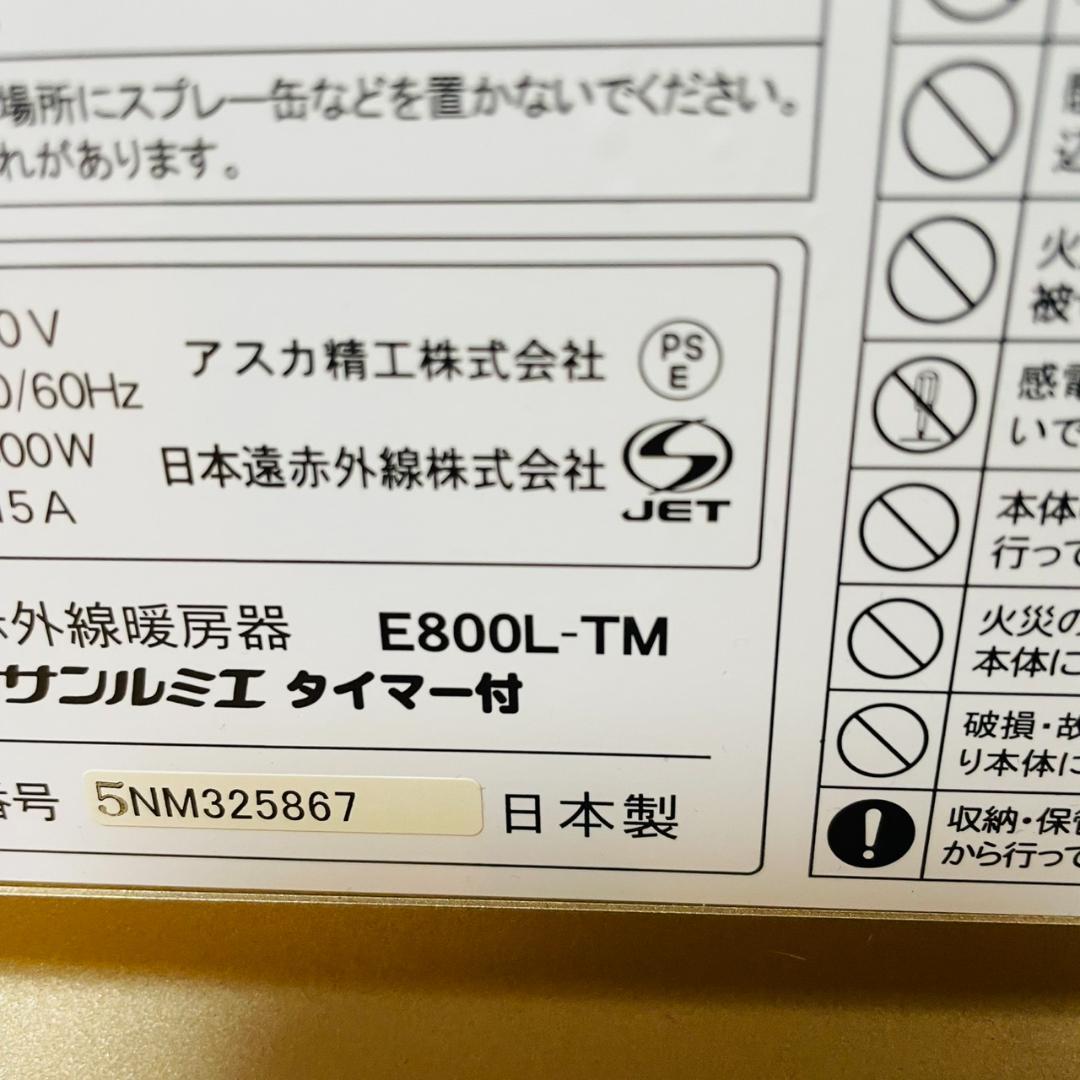 場所にスプレー缶などを置かないでください。
れがあります。
0V
アスカ精工株式会社
PS
E
0/60Hz
00W
日本遠赤外線株式会社
JET
15A
外線暖房器 E800L-TM
サンルミエ タイマー付
番号 5NM325867 日本製
火
被
感電
いで
本体
行って
火災の
本体に
破損・故
り本体に
収納・保管
から行って